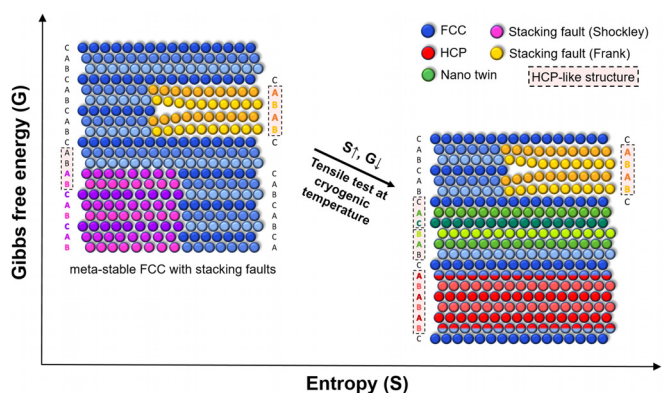 Gibbs free energy (G)
Entropy (S)
FCC
HCP
Nano twin
Stacking fault (Shockley)
Stacking fault (Frank)
HCP-like structure
C
A
B
C
A
B
C
A
B
C
A
B
A
B
C
A
B
C
A
B
C
A
B
A
B
C
C
A
B
C
A
B
C
A
meta-stable FCC with stacking faults
S↑, G↓
Tensile test at
cryogenic
temperature
C
A
B
C
A
B
C
A
C
B
A
B
C
A
B
A
B
A
B
C
C
A
B
A
B
C